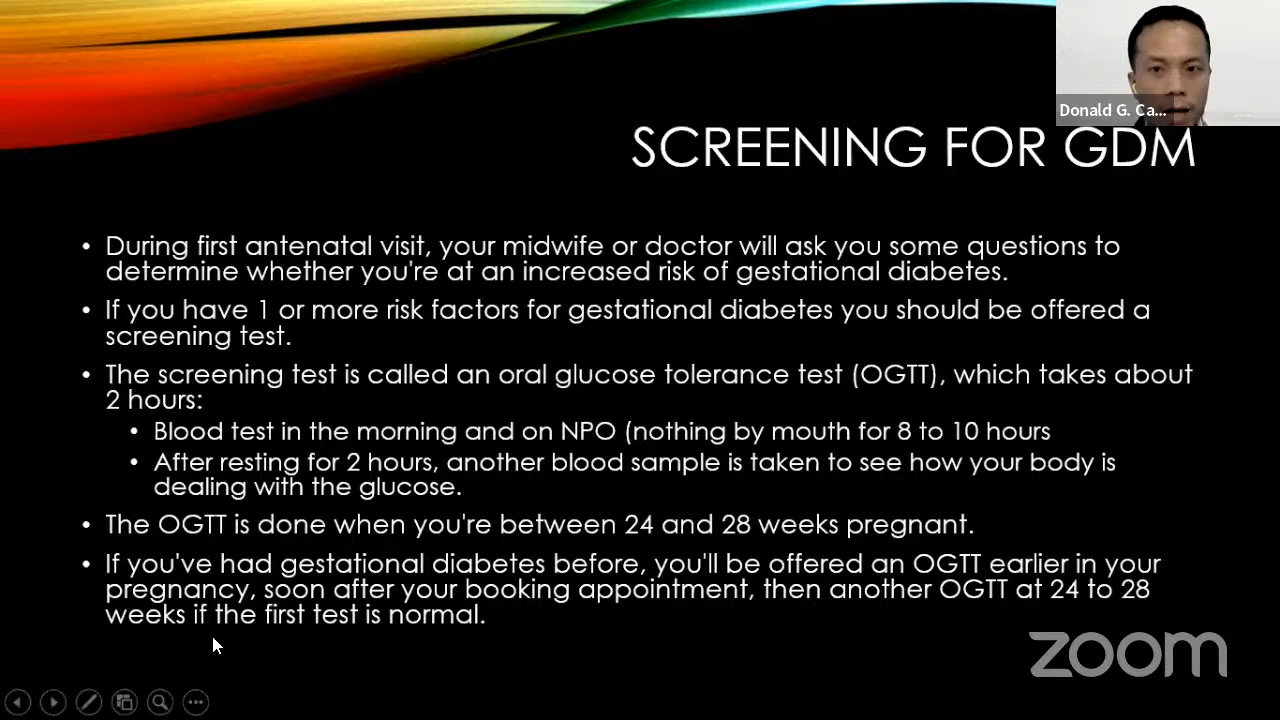 Donald G. Ca...
SCREENING FOR GDM
• During first antenatal visit, your midwife or doctor will ask you some questions to
determine whether you're at an increased risk of gestational diabetes.
• If you have 1 or more risk factors for gestational diabetes you should be offered a
screening test.
• The screening test is called an oral glucose tolerance test (OGTT), which takes about
2 hours:
• Blood test in the morning and on NPO (nothing by mouth for 8 to 10 hours
• After resting for 2 hours, another blood sample is taken to see how your body is
dealing with the glucose.
• The OGTT is done when you're between 24 and 28 weeks pregnant.
• If you've had gestational diabetes before, you'll be offered an OGTT earlier in your
pregnancy, soon after your booking appointment, then another OGTT at 24 to 28
weeks if the first test is normal.
zoom